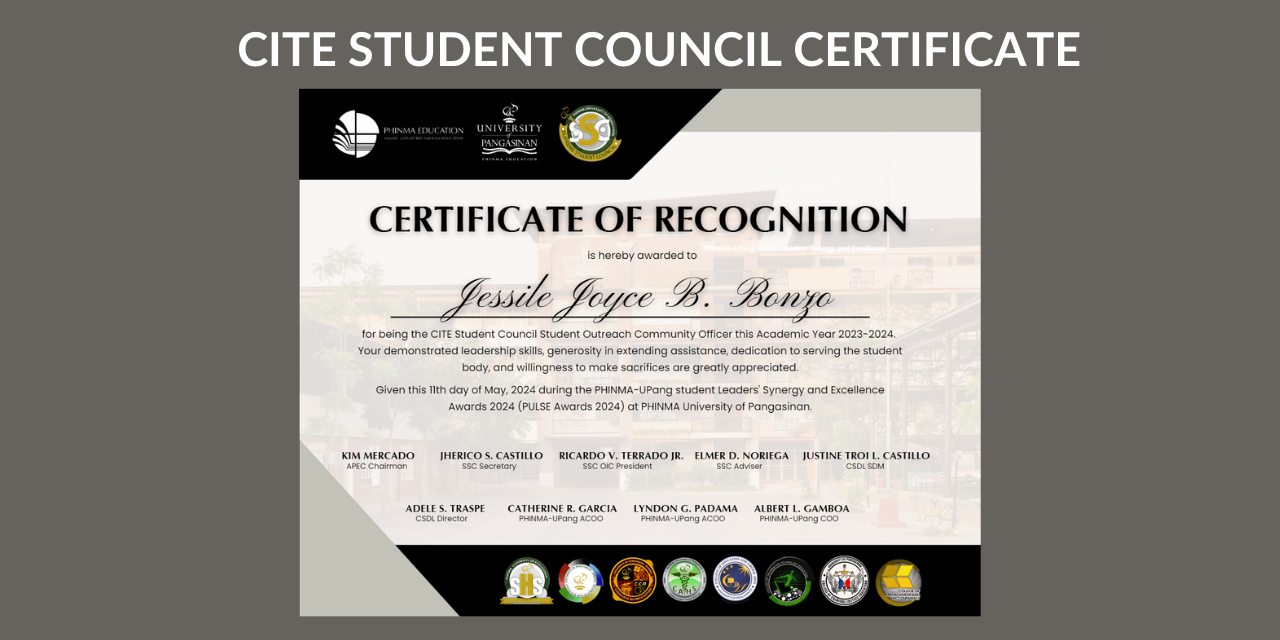 CITE STUDENT COUNCIL CERTIFICATE
PHINMA EDUCATION
UNIVERSITY
of
PANGASINAN
PHINMA EDUCATION
SSC
CERTIFICATE OF RECOGNITION
is hereby awarded to
Jessile Joyce B. Bonzo
for being the CITE Student Council Student Outreach Community Officer this Academic Year 2023-2024.
Your demonstrated leadership skills, generosity in extending assistance, dedication to serving the student
body, and willingness to make sacrifices are greatly appreciated.
Given this 11th day of May, 2024 during the PHINMA-UPang student Leaders' Synergy and Excellence
Awards 2024 (PULSE Awards 2024) at PHINMA University of Pangasinan.
KIM MERCADO JHERICO S. CASTILLO RICARDO V. TERRADO JR. ELMER D. NORIEGA JUSTINE TROI L. CASTILLO
APEC Chairman SSC Secretary SSC OIC President SSC Adviser CSDL SDM
ADELE S. TRASPE CATHERINE R. GARCIA LYNDON G. PADAMA ALBERT L. GAMBOA
CSDL Director PHINMA-UPang ACOO PHINMA-UPang ACOO PHINMA-UPang COO
SHS
CCA
CAHS